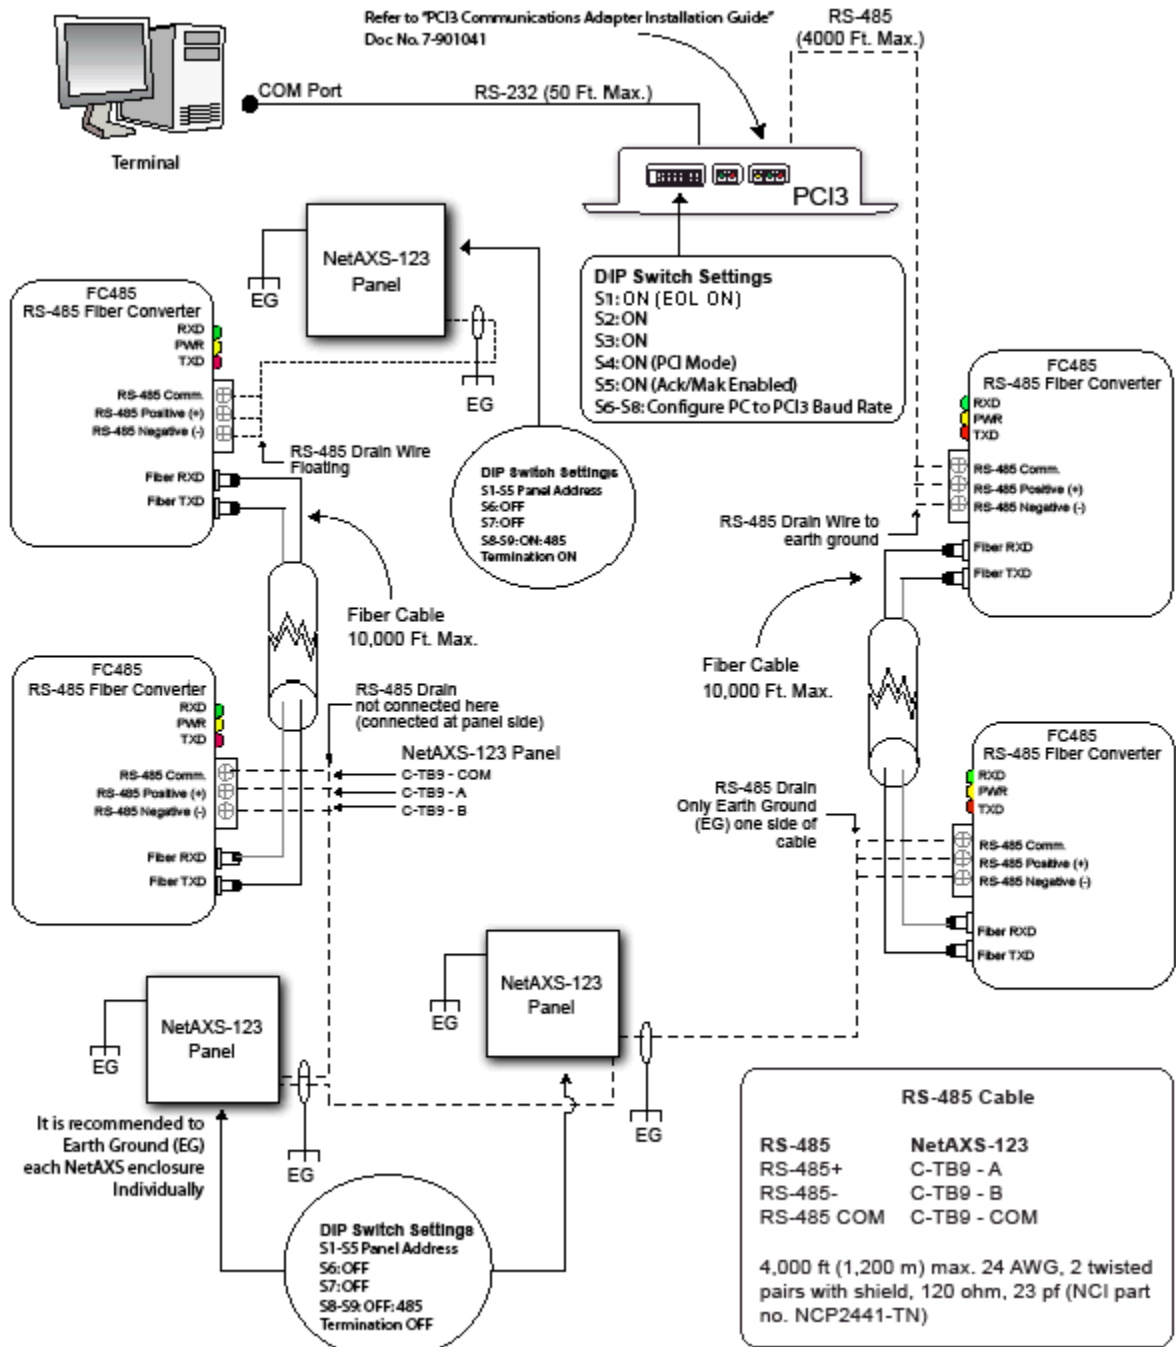 Refer to "PCI3 Communications Adapter Installation Guide"
Doc No. 7-901041
RS-485
(4000 Ft. Max.)
COM Port
RS-232 (50 Ft. Max.)
Terminal
PCI3
NetAXS-123
Panel
EG
EG
DIP Switch Settings
S1: ON (EOL ON)
S2: ON
S3: ON
S4: ON (PCI Mode)
S5: ON (Ack/Mak Enabled)
S6-S8: Configure PC to PCI3 Baud Rate
FC485
RS-485 Fiber Converter
RXD
PWR
TXD
RS-485 Comm.
RS-485 Positive (+)
RS-485 Negative (-)
Fiber RXD
Fiber TXD
RS-485 Drain Wire
Floating
DIP Switch Settings
S1-S5 Panel Address
S6: OFF
S7: OFF
S8-S9: ON: 485
Termination ON
FC485
RS-485 Fiber Converter
RXD
PWR
TXD
RS-485 Comm.
RS-485 Positive (+)
RS-485 Negative (-)
Fiber RXD
Fiber TXD
RS-485 Drain Wire to
earth ground
Fiber Cable
10,000 Ft. Max.
Fiber Cable
10,000 Ft. Max.
FC485
RS-485 Fiber Converter
RXD
PWR
TXD
RS-485 Comm.
RS-485 Positive (+)
RS-485 Negative (-)
Fiber RXD
Fiber TXD
RS-485 Drain
not connected here
(connected at panel side)
NetAXS-123 Panel
C-TB9 - COM
C-TB9 - A
C-TB9 - B
RS-485 Drain
Only Earth Ground
(EG) one side of
cable
FC485
RS-485 Fiber Converter
RXD
PWR
TXD
RS-485 Comm.
RS-485 Positive (+)
RS-485 Negative (-)
Fiber RXD
Fiber TXD
NetAXS-123
Panel
EG
EG
NetAXS-123
Panel
EG
EG
It is recommended to
Earth Ground (EG)
each NetAXS enclosure
Individually
DIP Switch Settings
S1-S5 Panel Address
S6: OFF
S7: OFF
S8-S9: OFF: 485
Termination OFF
RS-485 Cable
RS-485 NetAXS-123
RS-485+ C-TB9 - A
RS-485- C-TB9 - B
RS-485 COM C-TB9 - COM
4,000 ft (1,200 m) max. 24 AWG, 2 twisted
pairs with shield, 120 ohm, 23 pf (NCI part
no. NCP2441-TN)